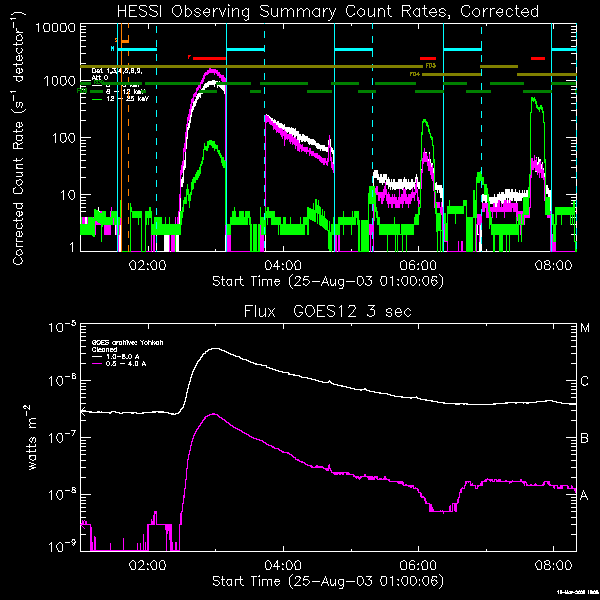 HESSI Observing Summary Count Rates, Corrected
Corrected Count Rate (s⁻¹ detector⁻¹)
10000
1000
100
10
1
S
N
F
FD3
FD4
Det 1,3,4,5,6,9,
Att 0
6 - 12 keV
12 - 25 keV
02:00 04:00 06:00 08:00
Start Time (25-Aug-03 01:00:06)
Flux GOES12 3 sec
watts m⁻²
10⁻⁵
10⁻⁶
10⁻⁷
10⁻⁸
10⁻⁹
M
C
B
A
GOES archive: Yohkoh
Cleaned
1.0-8.0 A
0.5 - 4.0 A
02:00 04:00 06:00 08:00
Start Time (25-Aug-03 01:00:06)